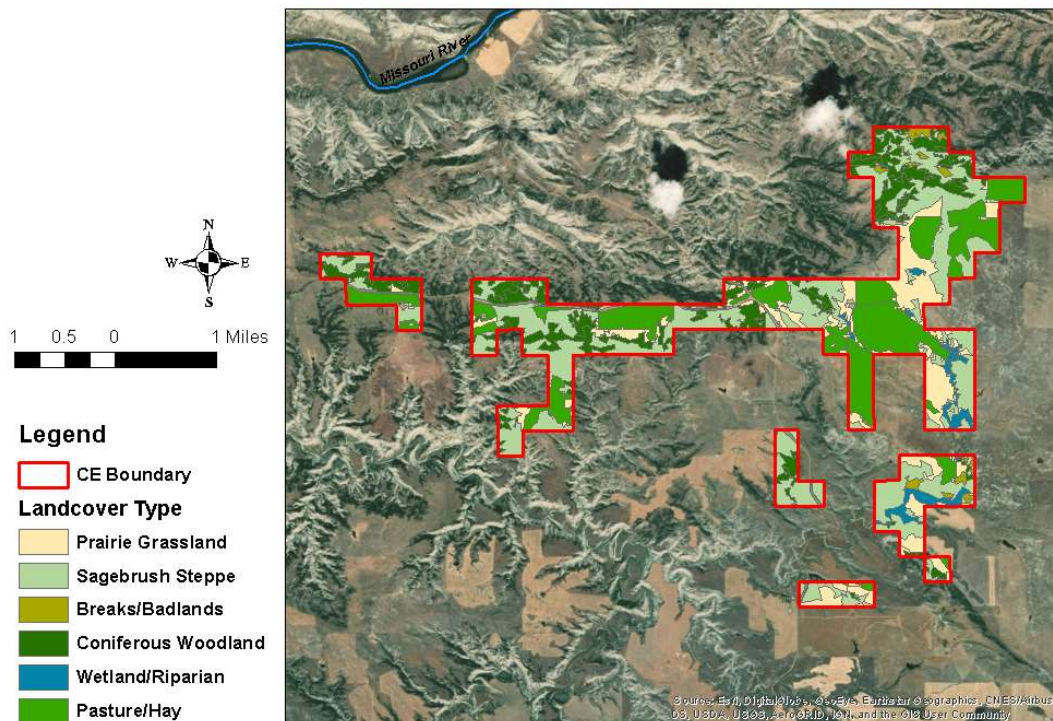 Missouri River
N
W
E
S
1 0.5 0 1 Miles
Legend
CE Boundary
Landcover Type
Prairie Grassland
Sagebrush Steppe
Breaks/Badlands
Coniferous Woodland
Wetland/Riparian
Pasture/Hay
Source: Esri, DigitalGlobe, GeoEye, Earthstar Geographics, CNES/Airbus
DS, USDA, USGS, AeroGRID, IGN, and the GIS User Community